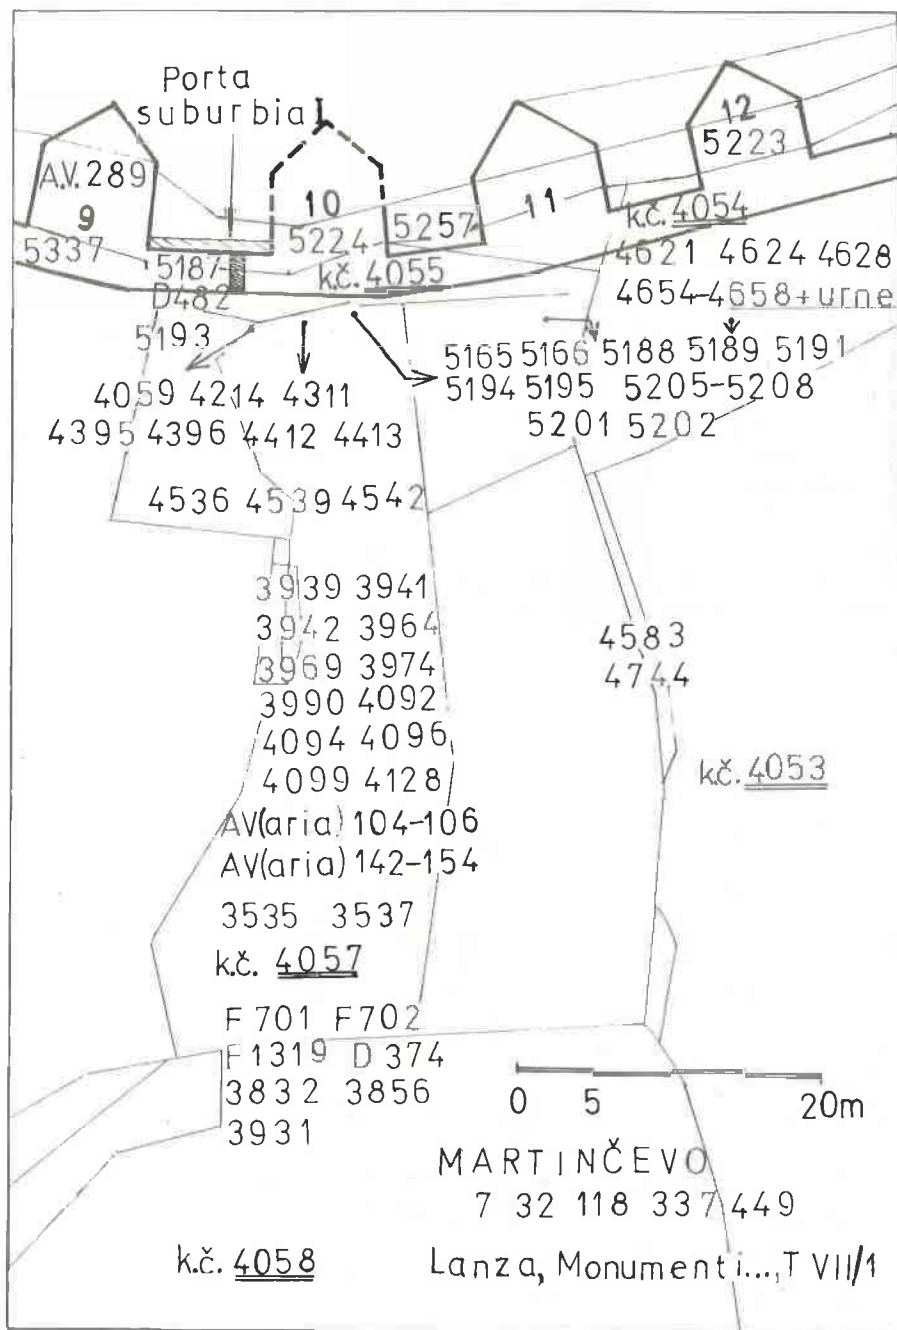 Porta
suburbia I
12
5223
A.V. 289
9
5337
10
5224
5257
11
k.č. 4054
5187-
D482
5193
k.č. 4055
4621 4624 4628
4654-4658+urne
5165 5166 5188 5189 5191
5194 5195 5205-5208
5201 5202
4059 4214 4311
4395 4396 4412 4413
4536 4539 4542
3939 3941
3942 3964
3969 3974
3990 4092
4094 4096
4099 4128
AV(aria) 104-106
AV(aria) 142-154
3535 3537
k.č. 4057
4583
4744
k.č. 4053
F 701 F 702
F 1319 D 374
3832 3856
3931
0 5 20m
MARTINČEVO
7 32 118 337 449
k.č. 4058
Lanza, Monumenti..., T VII/1